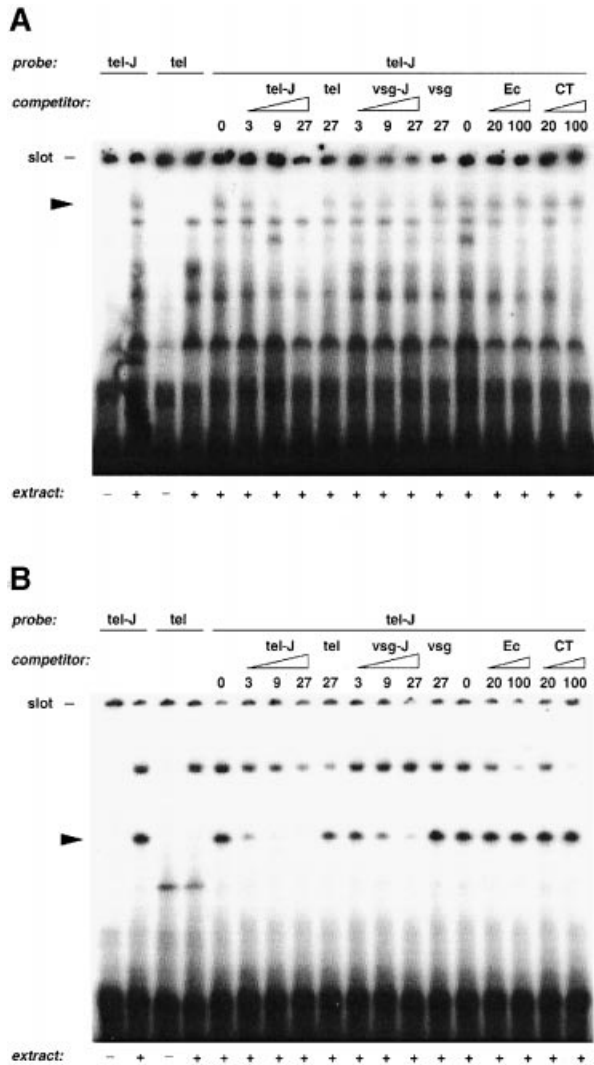 A
probe: tel-J tel tel-J
competitor: tel-J tel vsg-J vsg Ec CT
0 3 9 27 27 3 9 27 27 0 20 100 20 100
slot –
extract: – + – + + + + + + + + + + + + + + +
B
probe: tel-J tel tel-J
competitor: tel-J tel vsg-J vsg Ec CT
0 3 9 27 27 3 9 27 27 0 20 100 20 100
slot –
extract: – + – + + + + + + + + + + + + + + +